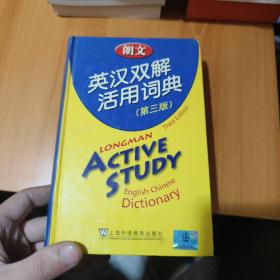 朗文
英汉双解
活用词典
(第三版)
Third Edition
LONGMAN
ACTIVE
STUDY
English-Chinese
Dictionary
上海外语教育出版社